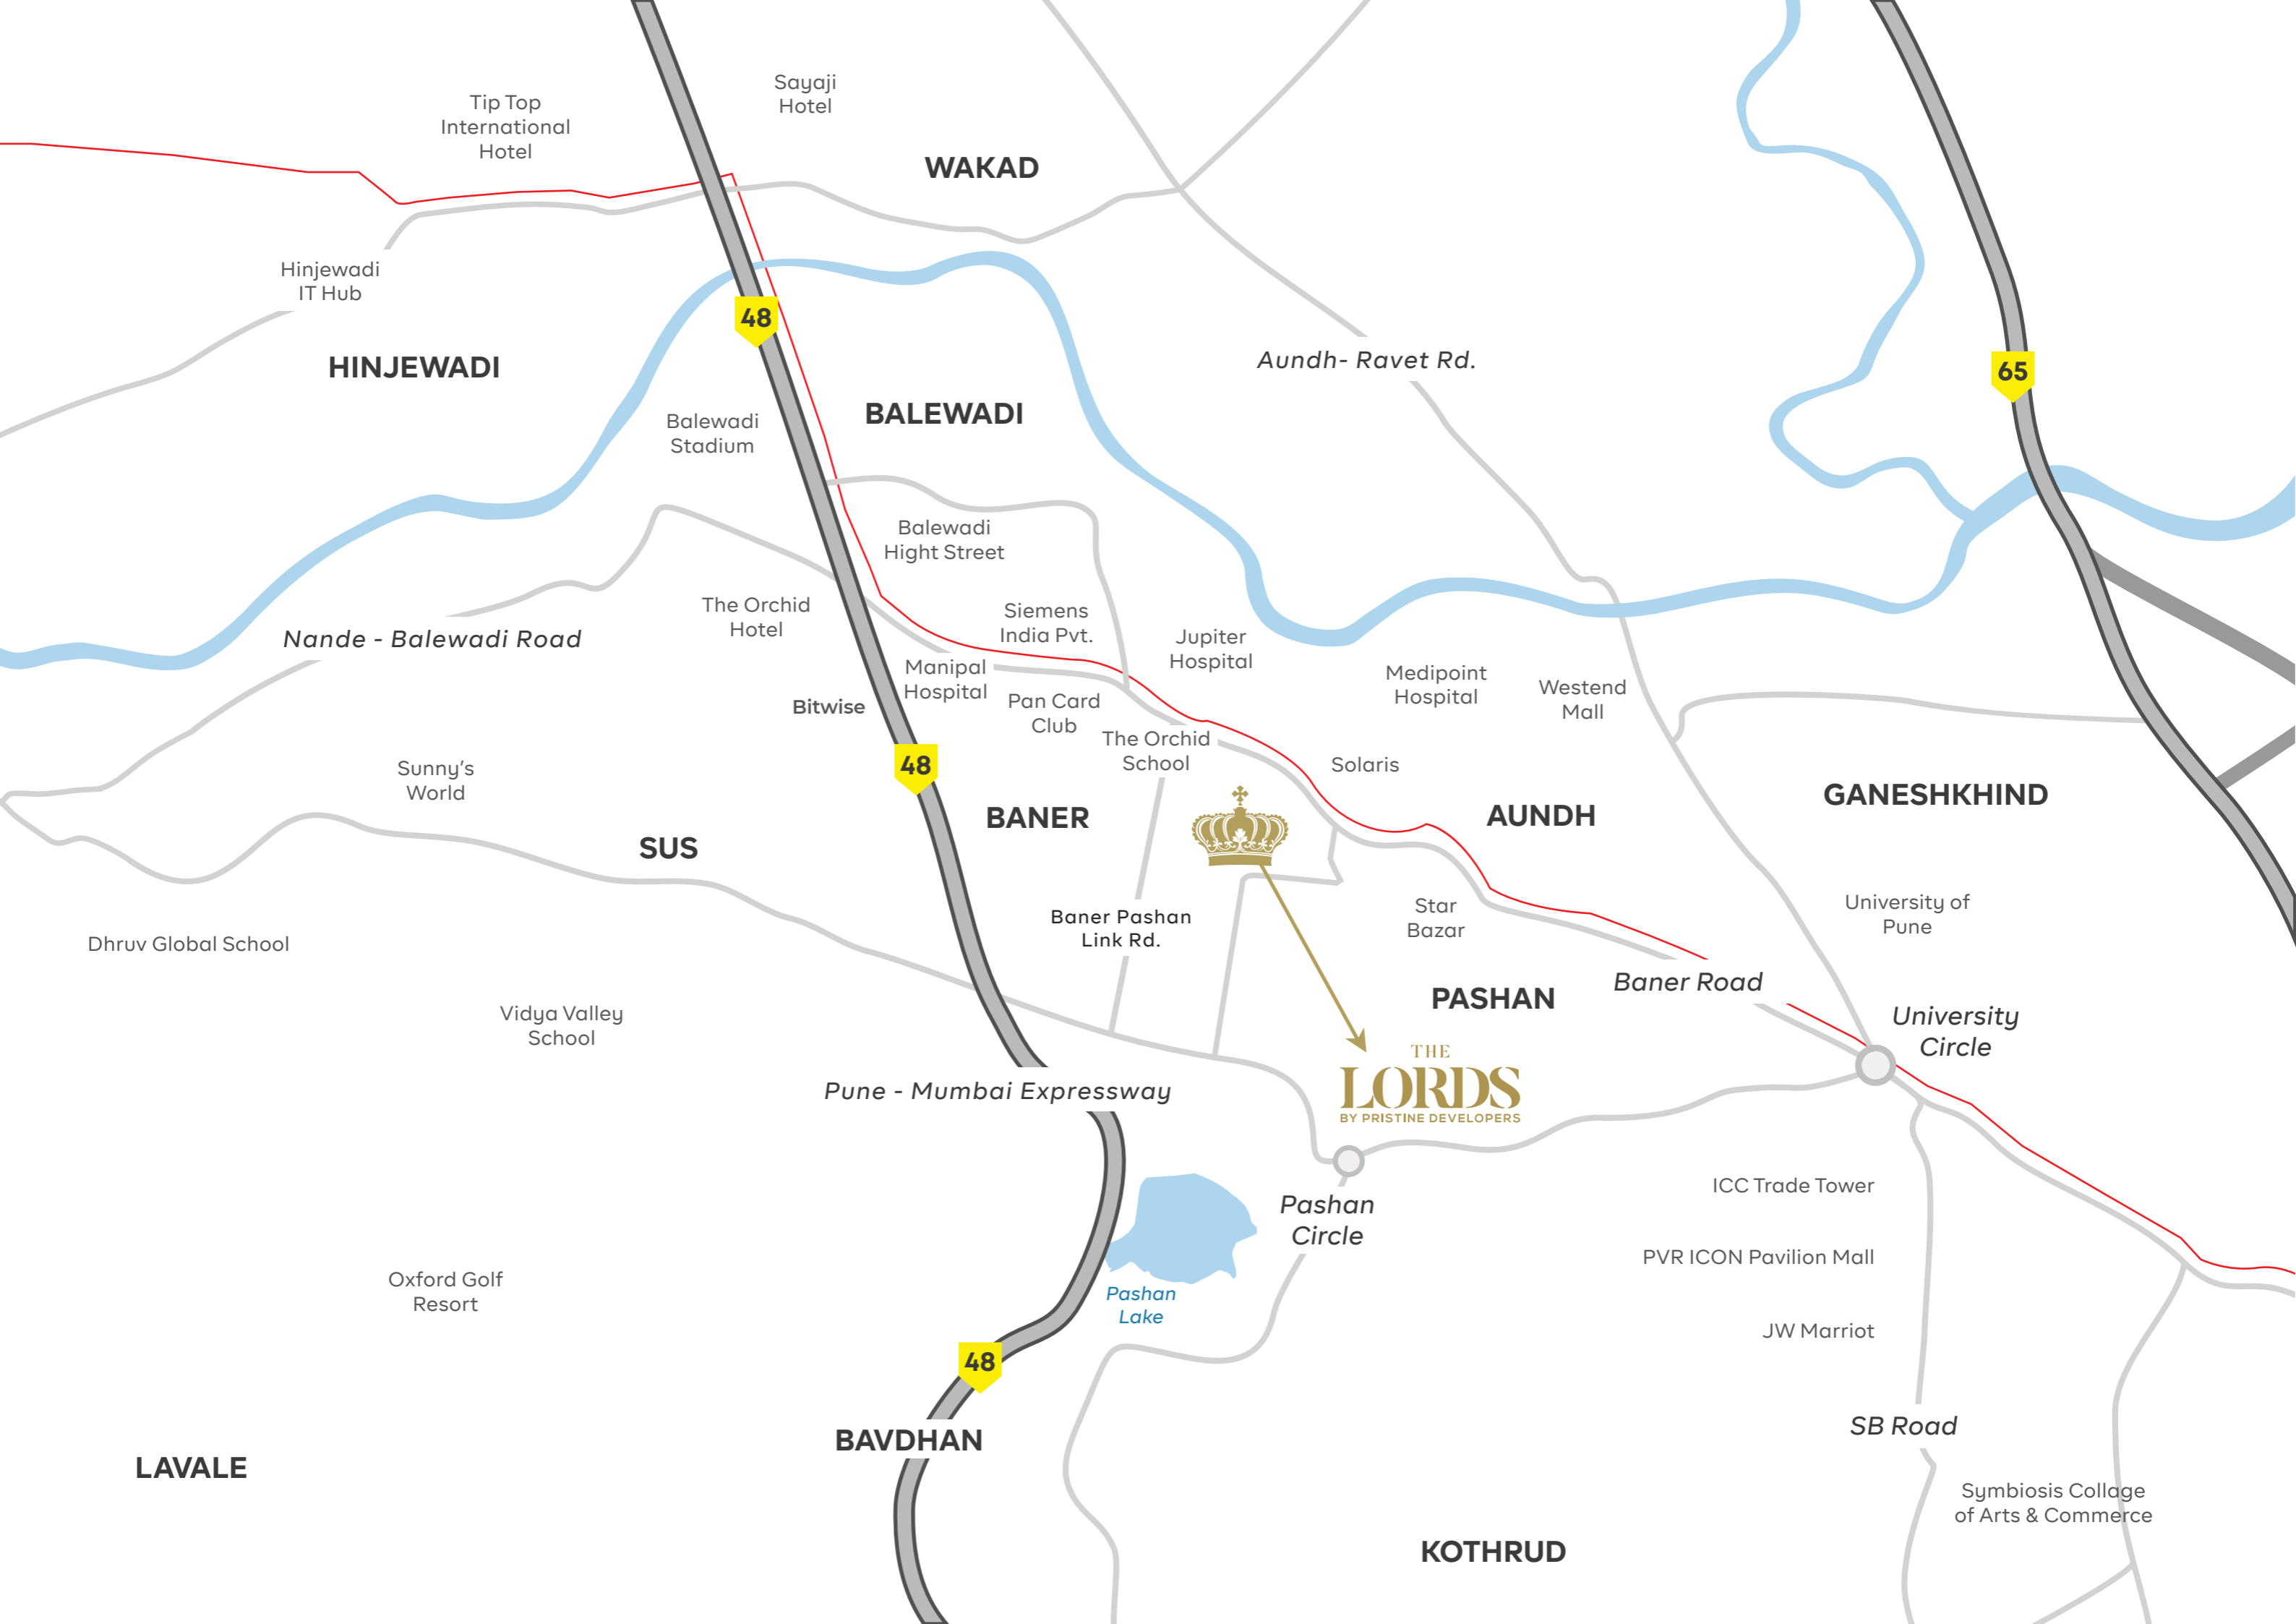 Sayaji
Hotel
Tip Top
International
Hotel
WAKAD
Hinjewadi
IT Hub
48
HINJEWADI
Aundh- Ravet Rd.
65
BALEWADI
Balewadi
Stadium
Balewadi
Hight Street
The Orchid
Hotel
Siemens
India Pvt.
Nande - Balewadi Road
Jupiter
Hospital
Manipal
Hospital
Medipoint
Hospital
Westend
Mall
Bitwise
Pan Card
Club
The Orchid
School
Sunny's
World
48
Solaris
GANESHKHIND
BANER
AUNDH
SUS
Baner Pashan
Link Rd.
Star
Bazar
University of
Pune
Dhruv Global School
Baner Road
PASHAN
Vidya Valley
School
University
Circle
THE
LORDS
BY PRISTINE DEVELOPERS
Pune - Mumbai Expressway
ICC Trade Tower
Pashan
Circle
PVR ICON Pavilion Mall
Oxford Golf
Resort
Pashan
Lake
JW Marriot
48
SB Road
BAVDHAN
LAVALE
Symbiosis Collage
of Arts & Commerce
KOTHRUD